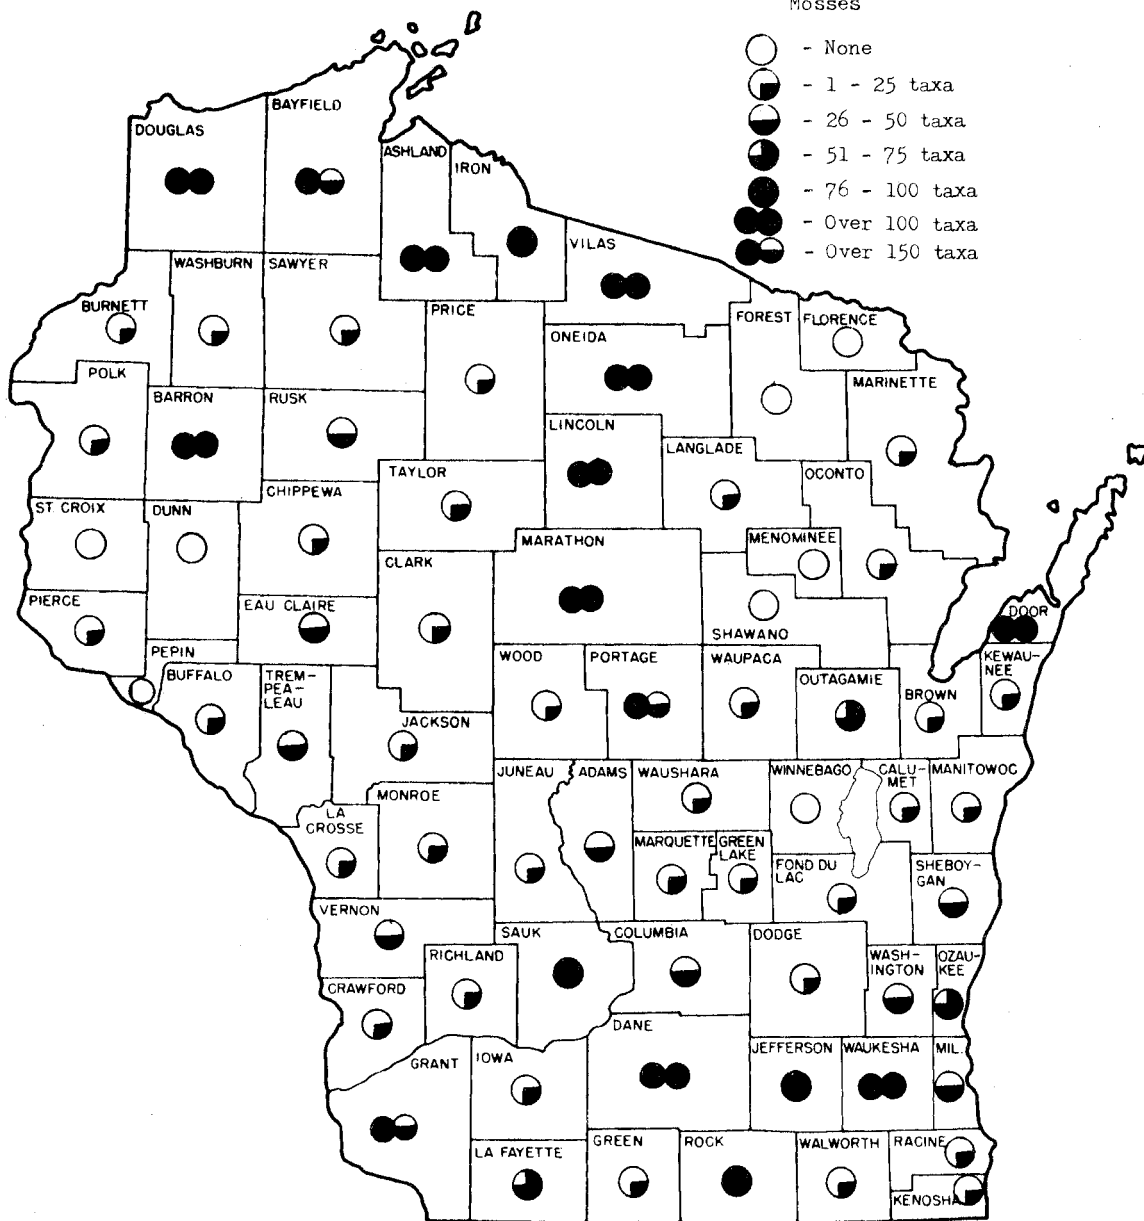 Mosses
- None
- 1 - 25 taxa
- 26 - 50 taxa
- 51 - 75 taxa
- 76 - 100 taxa
- Over 100 taxa
- Over 150 taxa
DOUGLAS
BAYFIELD
ASHLAND
IRON
VILAS
WASHBURN
SAWYER
BURNETT
PRICE
FOREST
FLORENCE
ONEIDA
POLK
MARINETTE
BARRON
RUSK
LINCOLN
LANGLADE
TAYLOR
OCONTO
CHIPPEWA
ST. CROIX
DUNN
MARATHON
MENOMINEE
CLARK
PIERCE
EAU CLAIRE
DOOR
SHAWANO
PEPIN
WOOD
PORTAGE
WAUPACA
KEWAU-
NEE
BUFFALO
TREM-
PEA-
LEAU
OUTAGAMIE
BROWN
JACKSON
JUNEAU
ADAMS
WAUSHARA
WINNEBAGO
CALU-
MET
MANITOWOC
MONROE
LA
CROSSE
MARQUETTE
GREEN
LAKE
FOND DU
LAC
SHEBOY-
GAN
VERNON
SAUK
COLUMBIA
DODGE
RICHLAND
WASH-
INGTON
OZAU-
KEE
CRAWFORD
DANE
GRANT
IOWA
JEFFERSON
WAUKESHA
MIL.
LA FAYETTE
GREEN
ROCK
WALWORTH
RACINE
KENOSHA